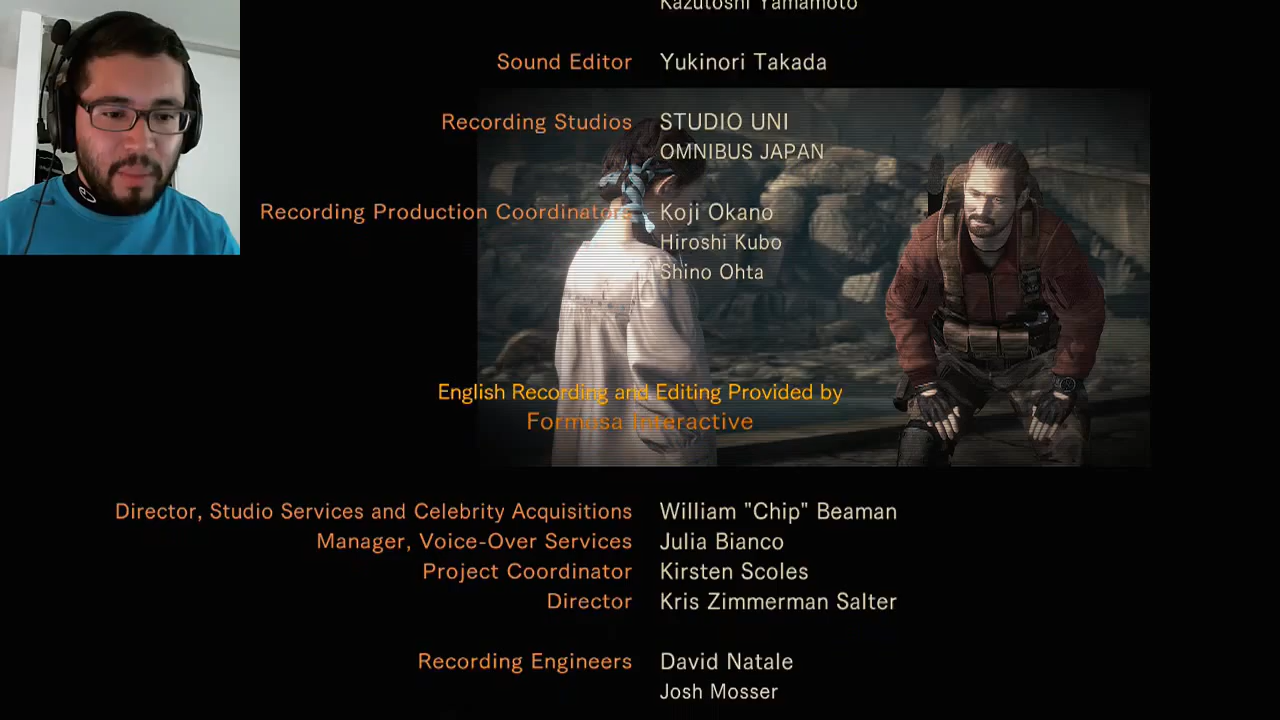 Kazutoshi Yamamoto
Sound Editor Yukinori Takada
Recording Studios STUDIO UNI
OMNIBUS JAPAN
Recording Production Coordinators Koji Okano
Hiroshi Kubo
Shino Ohta
English Recording and Editing Provided by
Formosa Interactive
Director, Studio Services and Celebrity Acquisitions William "Chip" Beaman
Manager, Voice-Over Services Julia Bianco
Project Coordinator Kirsten Scoles
Director Kris Zimmerman Salter
Recording Engineers David Natale
Josh Mosser